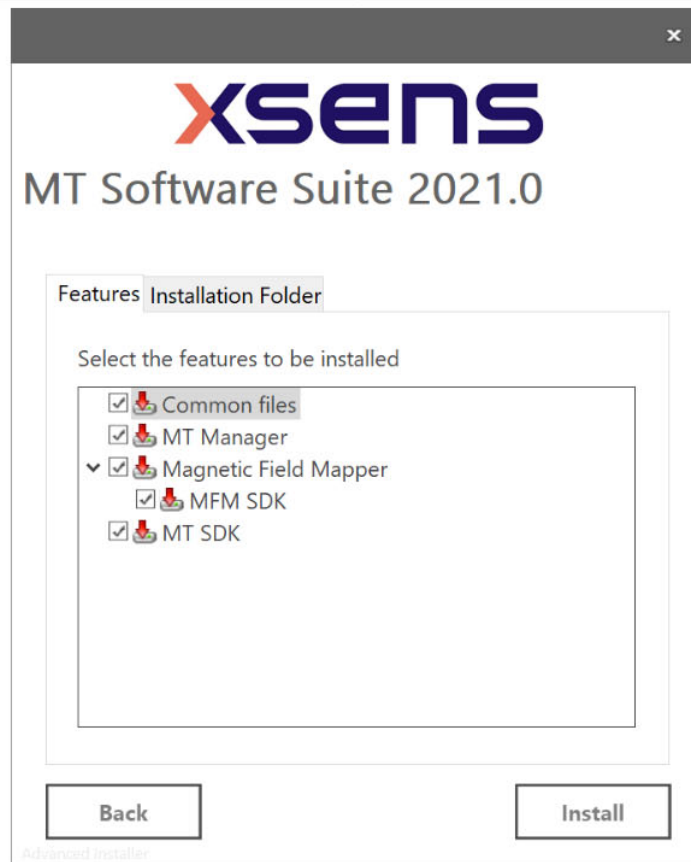 xsens
MT Software Suite 2021.0
Features Installation Folder
Select the features to be installed
Common files
MT Manager
Magnetic Field Mapper
MFM SDK
MT SDK
Back Install
Advanced Installer